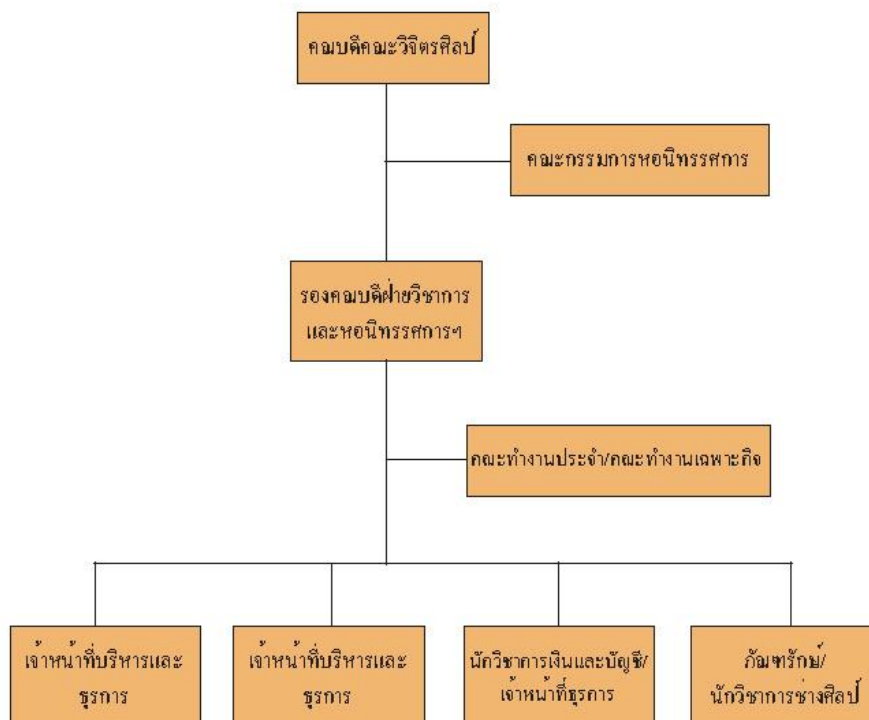 คณบดีคณะวิจิตรศิลป์
คณะกรรมการหอนิทรรศการ
รองคณบดีฝ่ายวิชาการ
และหอนิทรรศการฯ
คณะทำงานประจำ/คณะทำงานเฉพาะกิจ
เจ้าหน้าที่บริหารและ
ธุรการ
เจ้าหน้าที่บริหารและ
ธุรการ
นักวิชาการเงินและบัญชี/
เจ้าหน้าที่ธุรการ
ภัณฑรักษ์/
นักวิชาการช่างศิลป์